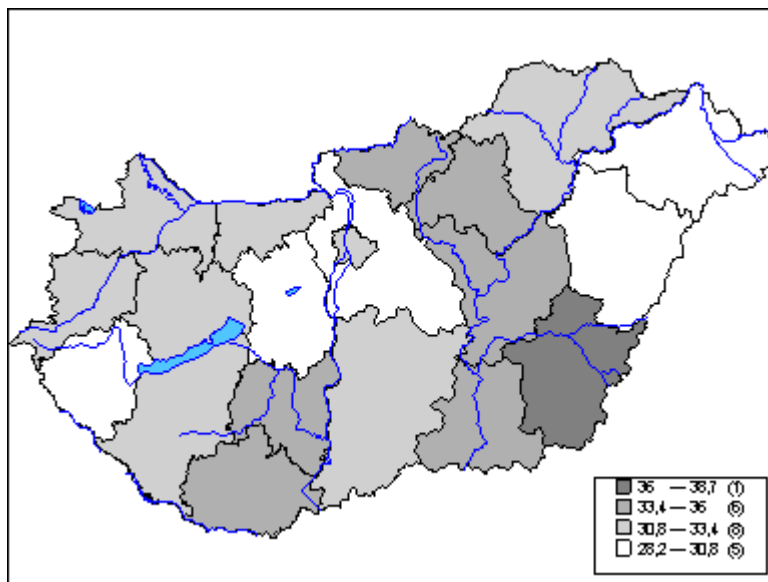 36 — 38,7 (1)
33,4 — 36 (6)
30,8 — 33,4 (8)
28,2 — 30,8 (5)